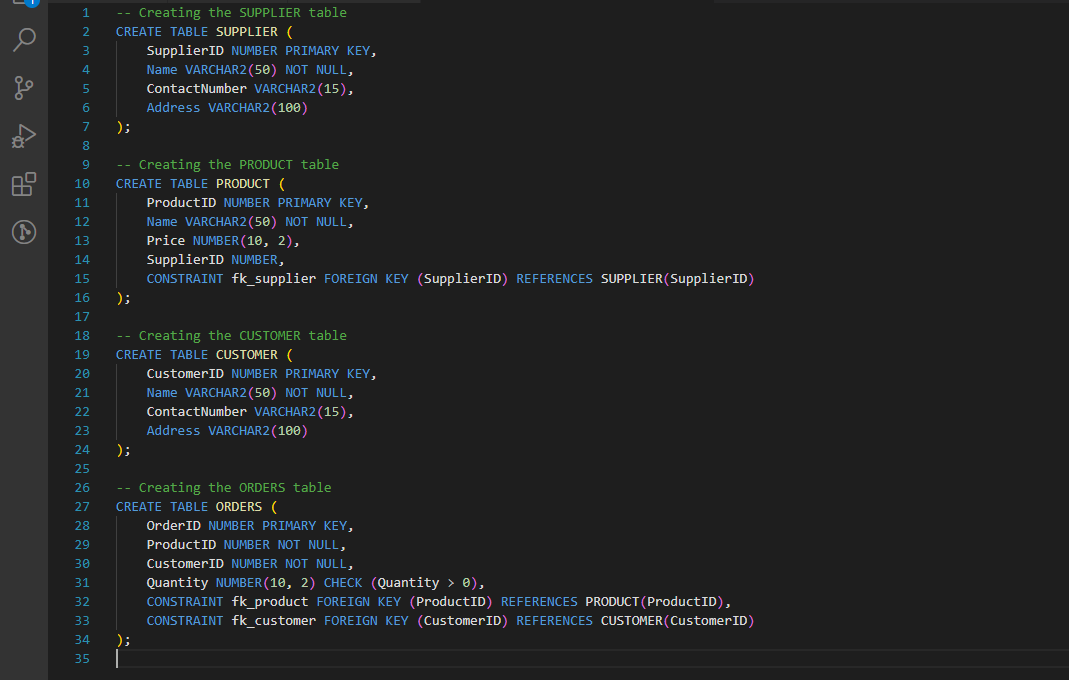 1 -- Creating the SUPPLIER table
2 CREATE TABLE SUPPLIER (
3     SupplierID NUMBER PRIMARY KEY,
4     Name VARCHAR2(50) NOT NULL,
5     ContactNumber VARCHAR2(15),
6     Address VARCHAR2(100)
7 );
8
9 -- Creating the PRODUCT table
10 CREATE TABLE PRODUCT (
11     ProductID NUMBER PRIMARY KEY,
12     Name VARCHAR2(50) NOT NULL,
13     Price NUMBER(10, 2),
14     SupplierID NUMBER,
15     CONSTRAINT fk_supplier FOREIGN KEY (SupplierID) REFERENCES SUPPLIER(SupplierID)
16 );
17
18 -- Creating the CUSTOMER table
19 CREATE TABLE CUSTOMER (
20     CustomerID NUMBER PRIMARY KEY,
21     Name VARCHAR2(50) NOT NULL,
22     ContactNumber VARCHAR2(15),
23     Address VARCHAR2(100)
24 );
25
26 -- Creating the ORDERS table
27 CREATE TABLE ORDERS (
28     OrderID NUMBER PRIMARY KEY,
29     ProductID NUMBER NOT NULL,
30     CustomerID NUMBER NOT NULL,
31     Quantity NUMBER(10, 2) CHECK (Quantity > 0),
32     CONSTRAINT fk_product FOREIGN KEY (ProductID) REFERENCES PRODUCT(ProductID),
33     CONSTRAINT fk_customer FOREIGN KEY (CustomerID) REFERENCES CUSTOMER(CustomerID)
34 );
35